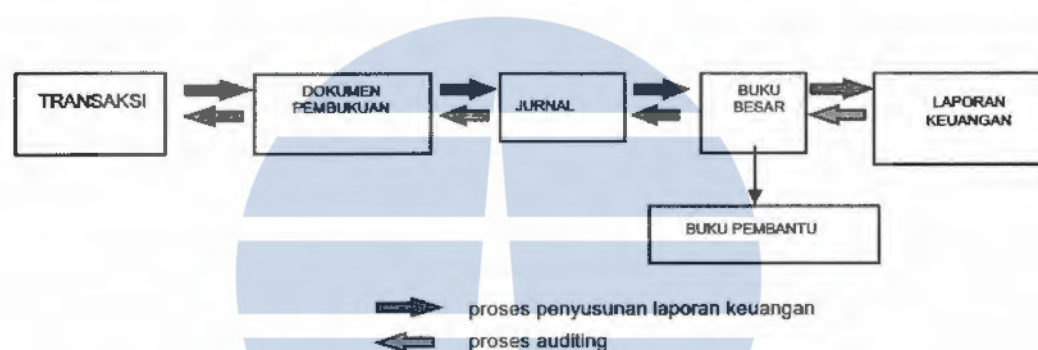 TRANSAKSI
DOKUMEN
PEMBUKUAN
JURNAL
BUKU
BESAR
LAPORAN
KEUANGAN
BUKU PEMBANTU
proses penyusunan laporan keuangan
proses auditing